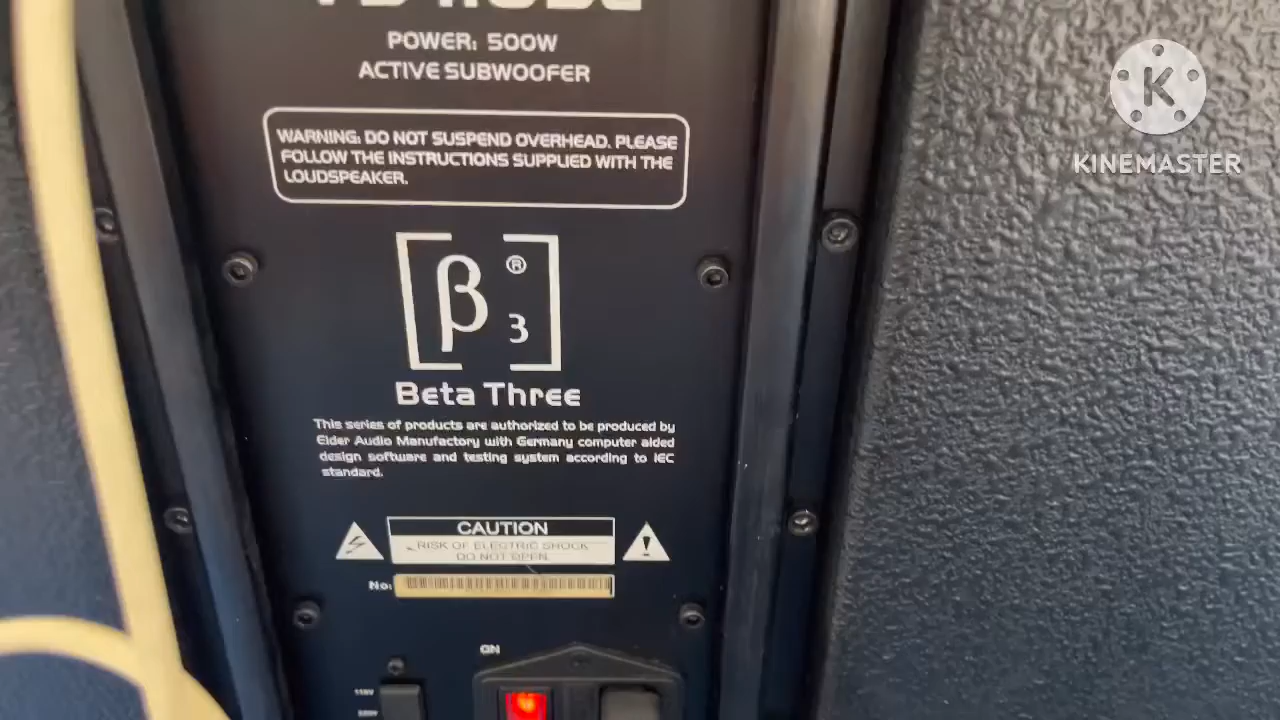 POWER: 500W
ACTIVE SUBWOOFER
WARNING: DO NOT SUSPEND OVERHEAD. PLEASE
FOLLOW THE INSTRUCTIONS SUPPLIED WITH THE
LOUDSPEAKER.
β ®
3
Beta Three
This series of products are authorized to be produced by
Elder Audio Manufactory with Germany computer aided
design software and testing system according to IEC
standard.
CAUTION
RISK OF ELECTRIC SHOCK
DO NOT OPEN
No:
ON
K
KINEMASTER